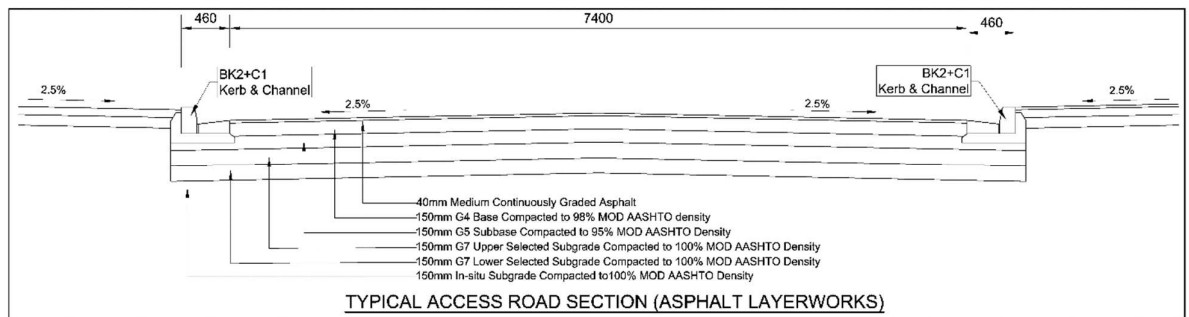 460 7400 460
BK2+C1
Kerb & Channel
BK2+C1
Kerb & Channel
2.5% 2.5% 2.5% 2.5%
40mm Medium Continuously Graded Asphalt
150mm G4 Base Compacted to 98% MOD AASHTO density
150mm G5 Subbase Compacted to 95% MOD AASHTO Density
150mm G7 Upper Selected Subgrade Compacted to 100% MOD AASHTO Density
150mm G7 Lower Selected Subgrade Compacted to 100% MOD AASHTO Density
150mm In-situ Subgrade Compacted to100% MOD AASHTO Density
TYPICAL ACCESS ROAD SECTION (ASPHALT LAYERWORKS)